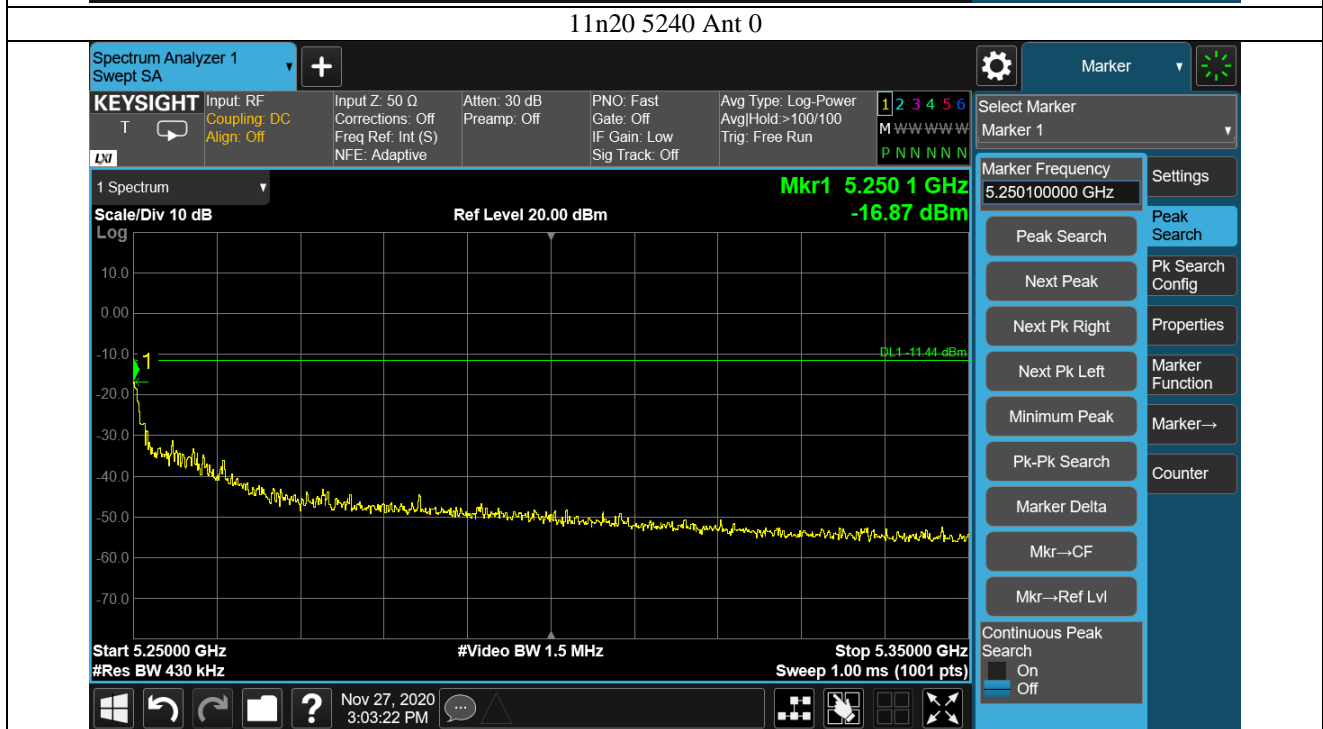 11n20 5240 Ant 0
Spectrum Analyzer 1
Swept SA
Marker
KEYSIGHT
T
LXI
Input: RF
Coupling: DC
Align: Off
Input Z: 50 Ω
Corrections: Off
Freq Ref: Int (S)
NFE: Adaptive
Atten: 30 dB
Preamp: Off
PNO: Fast
Gate: Off
IF Gain: Low
Sig Track: Off
Avg Type: Log-Power
Avg|Hold:>100/100
Trig: Free Run
1 2 3 4 5 6
M W W W W W
P N N N N N
Select Marker
Marker 1
1 Spectrum
Mkr1 5.250 1 GHz
-16.87 dBm
Scale/Div 10 dB
Ref Level 20.00 dBm
Log
10.0
0.00
-10.0
-20.0
-30.0
-40.0
-50.0
-60.0
-70.0
1
DL1 -11.44 dBm
Start 5.25000 GHz
#Video BW 1.5 MHz
Stop 5.35000 GHz
#Res BW 430 kHz
Sweep 1.00 ms (1001 pts)
Marker Frequency
5.250100000 GHz
Peak Search
Next Peak
Next Pk Right
Next Pk Left
Minimum Peak
Pk-Pk Search
Marker Delta
Mkr→CF
Mkr→Ref Lvl
Continuous Peak
Search
On
Off
Settings
Peak
Search
Pk Search
Config
Properties
Marker
Function
Marker→
Counter
?
Nov 27, 2020
3:03:22 PM